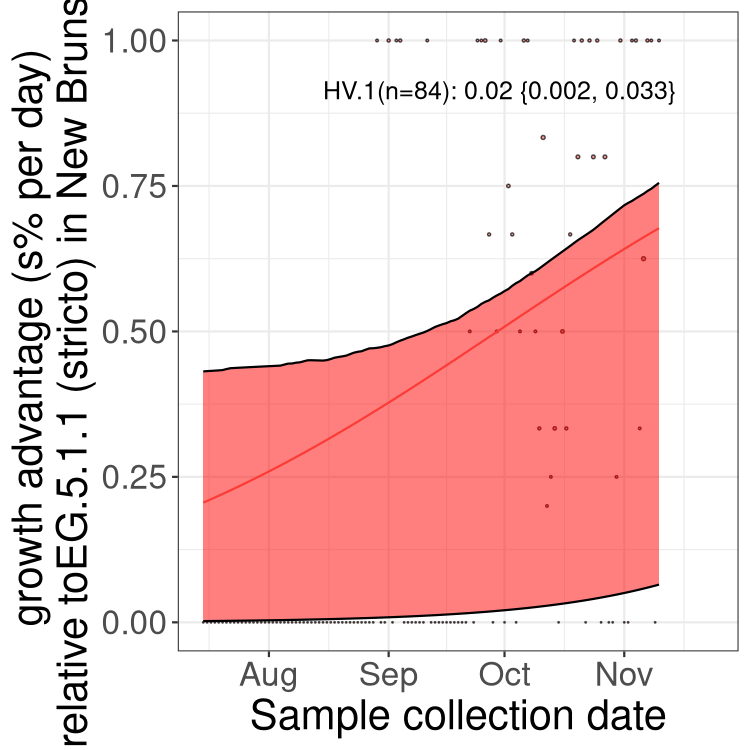 growth advantage (s% per day)
relative toEG.5.1.1 (stricto) in New Bruns
1.00
0.75
0.50
0.25
0.00
HV.1(n=84): 0.02 {0.002, 0.033}
Aug Sep Oct Nov
Sample collection date